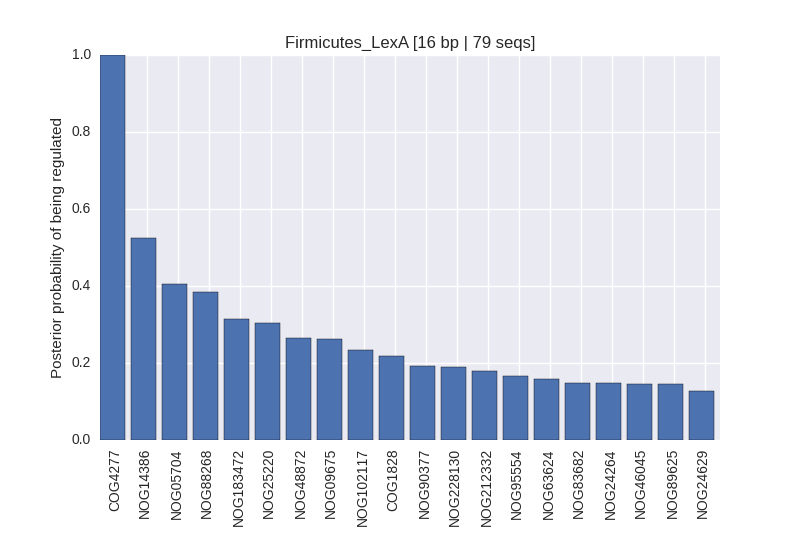 Firmicutes_LexA [16 bp | 79 seqs]
Posterior probability of being regulated
1.0
0.8
0.6
0.4
0.2
0.0
COG4277
NOG14386
NOG05704
NOG88268
NOG183472
NOG25220
NOG48872
NOG09675
NOG102117
COG1828
NOG90377
NOG228130
NOG212332
NOG95554
NOG63624
NOG83682
NOG24264
NOG46045
NOG89625
NOG24629